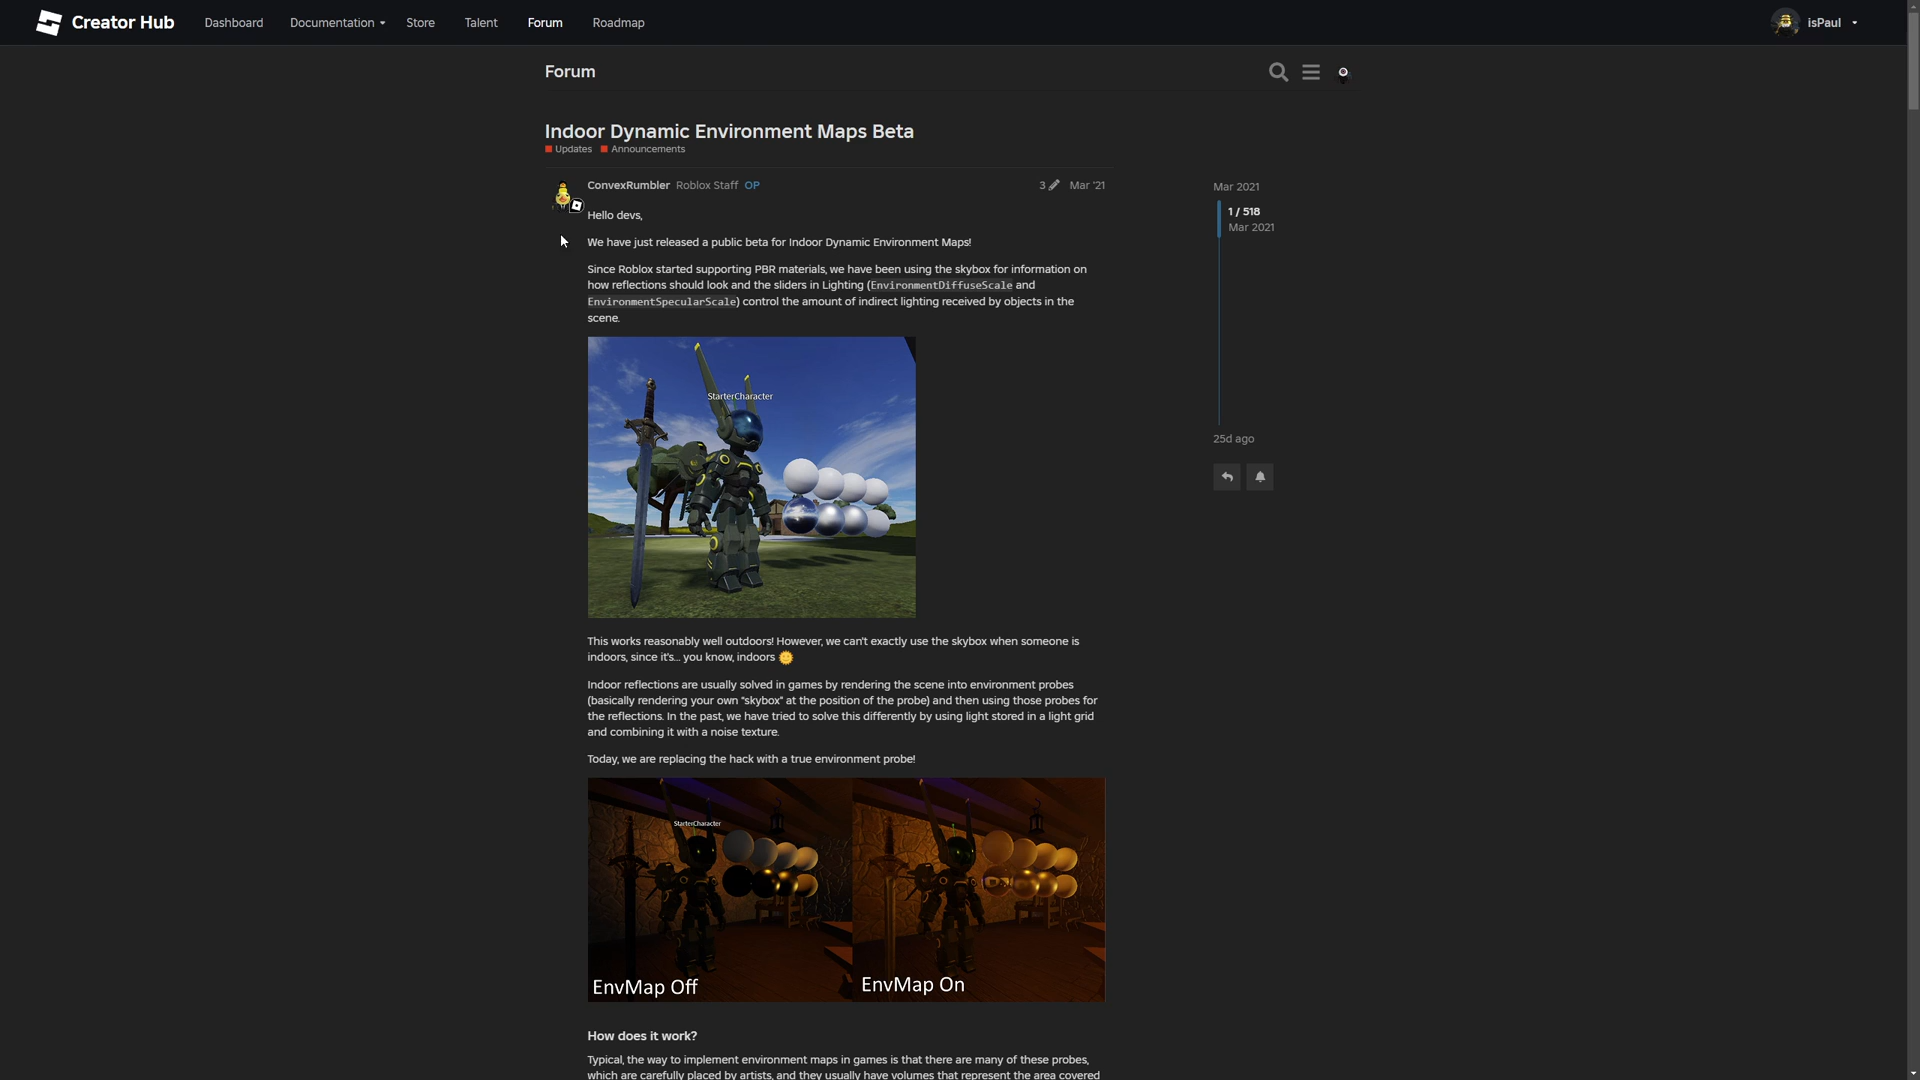 Creator Hub
Dashboard
Documentation
Store
Talent
Forum
Roadmap
isPaul
Forum
Indoor Dynamic Environment Maps Beta
Updates
Announcements
ConvexRumbler Roblox Staff OP
3
Mar '21
Hello devs,
We have just released a public beta for Indoor Dynamic Environment Maps!
Since Roblox started supporting PBR materials, we have been using the skybox for information on
how reflections should look and the sliders in Lighting (EnvironmentDiffuseScale and
EnvironmentSpecularScale) control the amount of indirect lighting received by objects in the
scene.
StarterCharacter
This works reasonably well outdoors! However, we can't exactly use the skybox when someone is
indoors, since it's... you know, indoors 🌞
Indoor reflections are usually solved in games by rendering the scene into environment probes
(basically rendering your own "skybox" at the position of the probe) and then using those probes for
the reflections. In the past, we have tried to solve this differently by using light stored in a light grid
and combining it with a noise texture.
Today, we are replacing the hack with a true environment probe!
StarterCharacter
EnvMap Off
EnvMap On
How does it work?
Typical, the way to implement environment maps in games is that there are many of these probes,
which are carefully placed by artists, and they usually have volumes that represent the area covered
Mar 2021
1 / 518
Mar 2021
25d ago